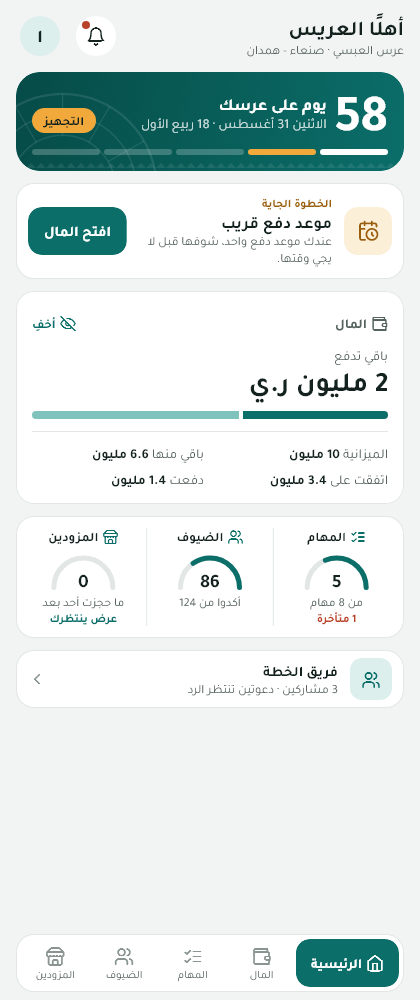 أهلًا العريس
عرس العبسي · صنعاء - همدان
ا
58
يوم على عرسك
الاثنين 31 أغسطس · 18 ربيع الأول
التجهيز
الخطوة الجاية
موعد دفع قريب
عندك موعد دفع واحد، شوفها قبل لا
يجي وقتها.
افتح المال
المال
أخفِ
باقي تدفع
2 مليون ر.ي
الميزانية 10 مليون
باقي منها 6.6 مليون
اتفقت على 3.4 مليون
دفعت 1.4 مليون
المهام
5
من 8 مهام
1 متأخرة
الضيوف
86
أكدوا من 124
المزودين
0
ما حجزت أحد بعد
عرض ينتظرك
فريق الخطة
3 مشاركين · دعوتين تنتظر الرد
الرئيسية
المال
المهام
الضيوف
المزودين